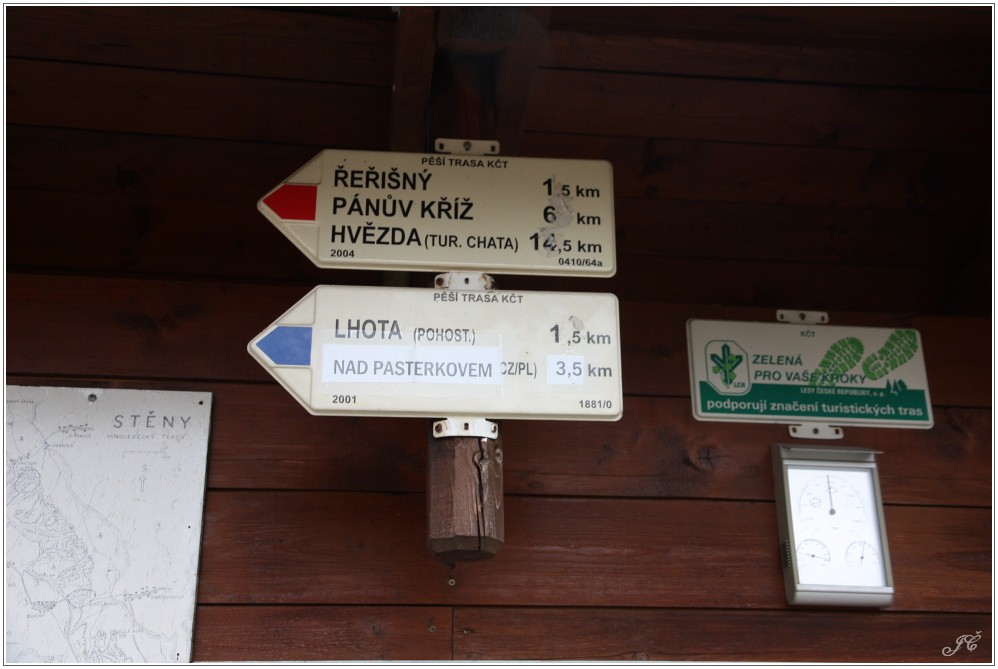 PĚŠÍ TRASA KČT
ŘEŘIŠNÝ 1,5 km
PÁNŮV KŘÍŽ 6 km
HVĚZDA (TUR. CHATA) 14,5 km
2004 0410/64a
PĚŠÍ TRASA KČT
LHOTA (POHOST.) 1,5 km
NAD PASTERKOVEM CZ/PL) 3,5 km
2001 1881/0
LČR
ZELENÁ
PRO VAŠE KROKY
LESY ČESKÉ REPUBLIKY, s. p.
podporují značení turistických tras
STĚNY
S
JČ